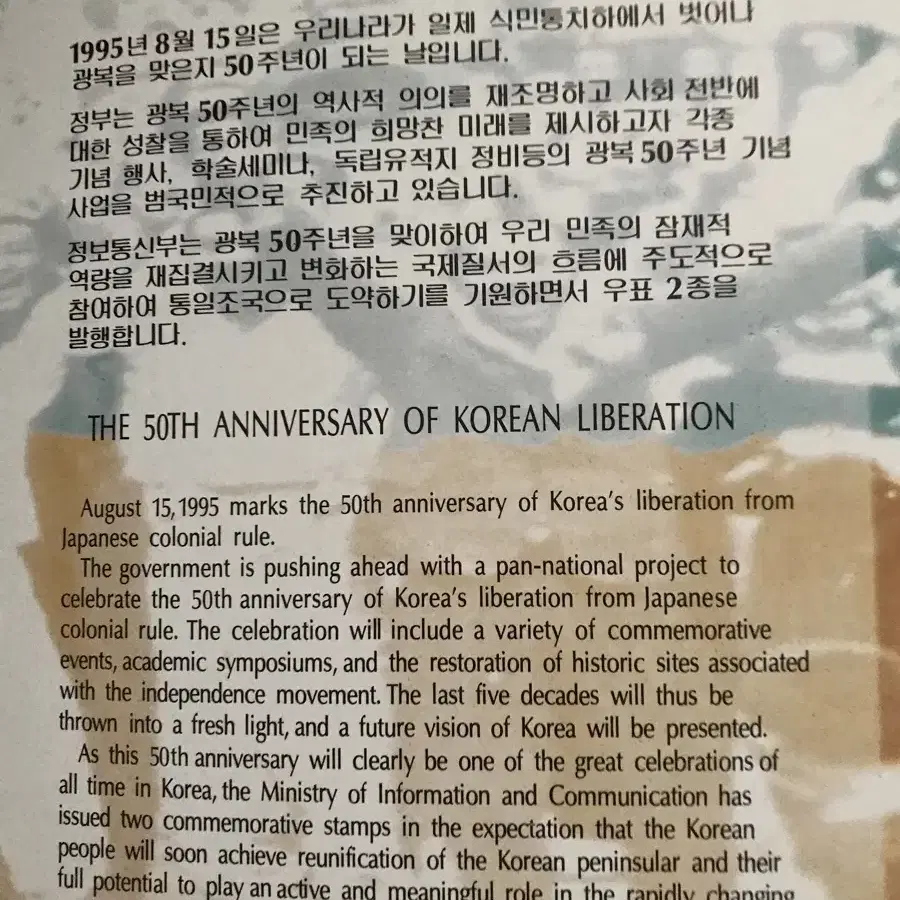 1995년 8월 15일은 우리나라가 일제 식민통치하에서 벗어나
광복을 맞은지 50주년이 되는 날입니다.
정부는 광복 50주년의 역사적 의의를 재조명하고 사회 전반에
대한 성찰을 통하여 민족의 희망찬 미래를 제시하고자 각종
기념 행사, 학술세미나, 독립유적지 정비등의 광복 50주년 기념
사업을 범국민적으로 추진하고 있습니다.
정보통신부는 광복 50주년을 맞이하여 우리 민족의 잠재적
역량을 재집결시키고 변화하는 국제질서의 흐름에 주도적으로
참여하여 통일조국으로 도약하기를 기원하면서 우표 2종을
발행합니다.
THE 50TH ANNIVERSARY OF KOREAN LIBERATION
August 15, 1995 marks the 50th anniversary of Korea's liberation from
Japanese colonial rule.
The government is pushing ahead with a pan-national project to
celebrate the 50th anniversary of Korea's liberation from Japanese
colonial rule. The celebration will include a variety of commemorative
events, academic symposiums, and the restoration of historic sites associated
with the independence movement. The last five decades will thus be
thrown into a fresh light, and a future vision of Korea will be presented.
As this 50th anniversary will clearly be one of the great celebrations of
all time in Korea, the Ministry of Information and Communication has
issued two commemorative stamps in the expectation that the Korean
people will soon achieve reunification of the Korean peninsular and their
full potential to play an active and meaningful role in the rapidly changing